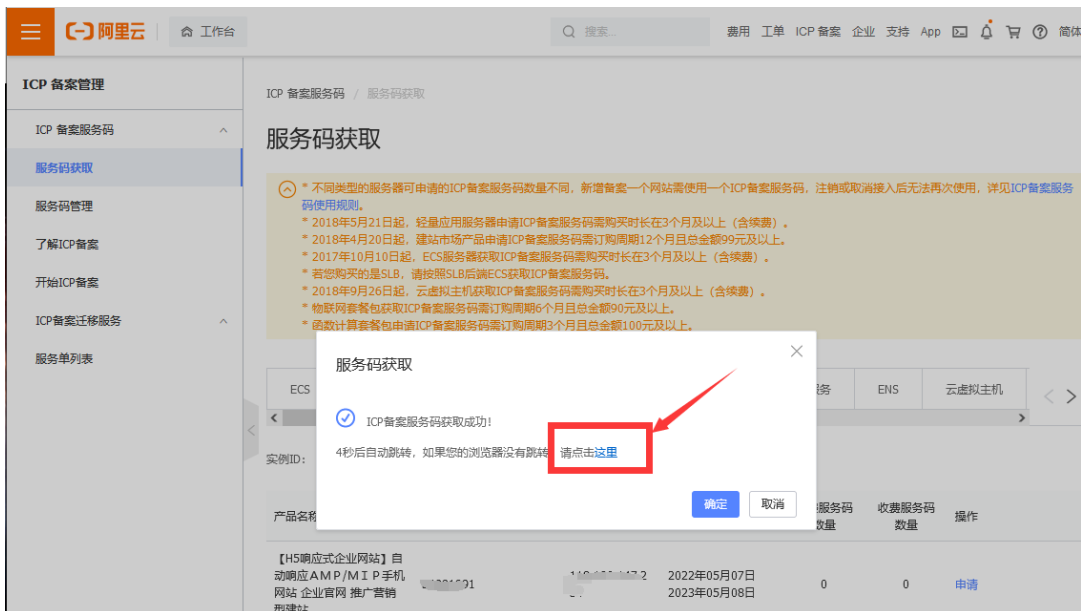 阿里云
工作台
搜索...
费用 工单 ICP 备案 企业 支持 App
简体
ICP 备案管理
ICP 备案服务码
服务码获取
服务码管理
了解ICP备案
开始ICP备案
ICP备案迁移服务
服务单列表
ICP 备案服务码 / 服务码获取
服务码获取
* 不同类型的服务器可申请的ICP备案服务码数量不同，新增备案一个网站需使用一个ICP备案服务码，注销或取消接入后无法再次使用，详见ICP备案服务
码使用规则。
* 2018年5月21日起，轻量应用服务器申请ICP备案服务码需购买时长在3个月及以上（含续费）。
* 2018年4月20日起，建站市场产品申请ICP备案服务码需订购周期12个月且总金额99元及以上。
* 2017年10月10日起，ECS服务器获取ICP备案服务码需购买时长在3个月及以上（含续费）。
* 若您购买的是SLB，请按照SLB后端ECS获取ICP备案服务码。
* 2018年9月26日起，云虚拟主机获取ICP备案服务码需购买时长在3个月及以上（含续费）。
* 物联网套餐包获取ICP备案服务码需订购周期6个月且总金额90元及以上。
* 函数计算套餐包申请ICP备案服务码需订购周期3个月且总金额100元及以上。
服务码获取
ICP备案服务码获取成功!
4秒后自动跳转，如果您的浏览器没有跳转 请点击这里
确定 取消
ECS
务 ENS 云虚拟主机
实例ID:
产品名称
服务码
数量
收费服务码
数量
操作
【H5响应式企业网站】自
动响应AMP/MIP手机
网站 企业官网 推广营销
型建站
2022年05月07日
2023年05月08日
0 0 申请